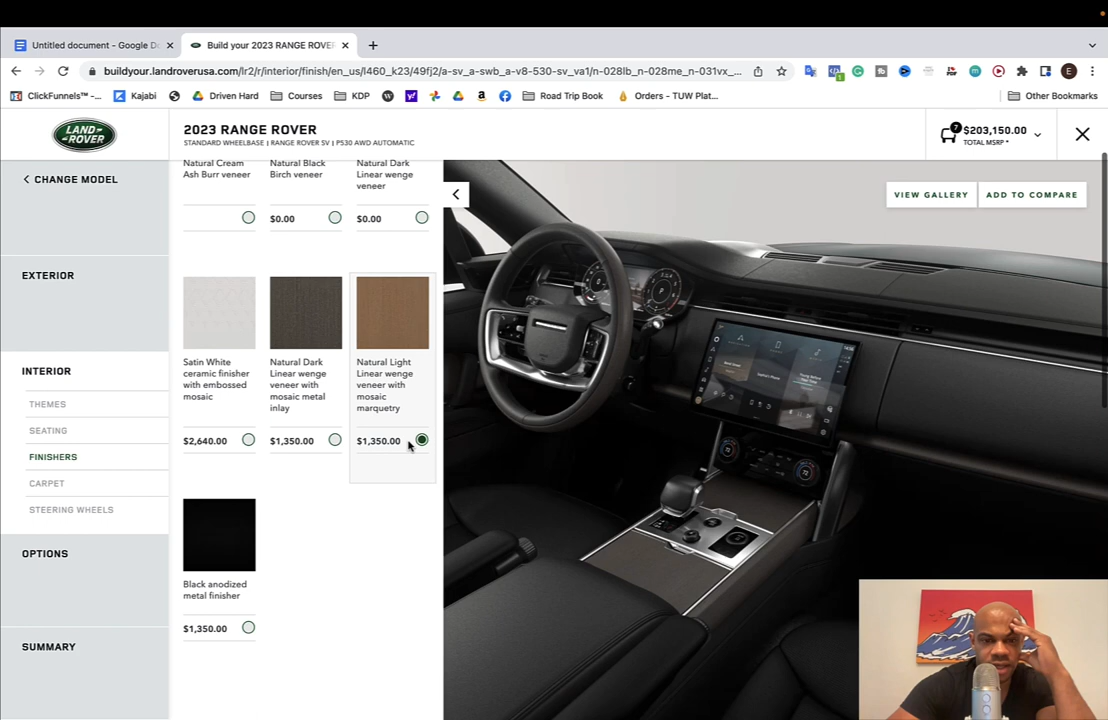 Untitled document - Google Do
Build your 2023 RANGE ROVER
buildyour.landroverusa.com/lr2/r/interior/finish/en_us/l460_k23/49fj2/a-sv_a-swb_a-v8-530-sv_va1/n-028lb_n-028me_n-031vx_...
E
ClickFunnels™ -...
Kajabi
Driven Hard
Courses
KDP
Road Trip Book
Orders - TUW Plat...
Other Bookmarks
LAND-
ROVER
2023 RANGE ROVER
STANDARD WHEELBASE | RANGE ROVER SV | P530 AWD AUTOMATIC
7
$203,150.00
TOTAL MSRP *
CHANGE MODEL
EXTERIOR
INTERIOR
THEMES
SEATING
FINISHERS
CARPET
STEERING WHEELS
OPTIONS
SUMMARY
Natural Cream
Ash Burr veneer
Natural Black
Birch veneer
$0.00
Natural Dark
Linear wenge
veneer
$0.00
Satin White
ceramic finisher
with embossed
mosaic
$2,640.00
Natural Dark
Linear wenge
veneer with
mosaic metal
inlay
$1,350.00
Natural Light
Linear wenge
veneer with
mosaic
marquetry
$1,350.00
Black anodized
metal finisher
$1,350.00
VIEW GALLERY
ADD TO COMPARE